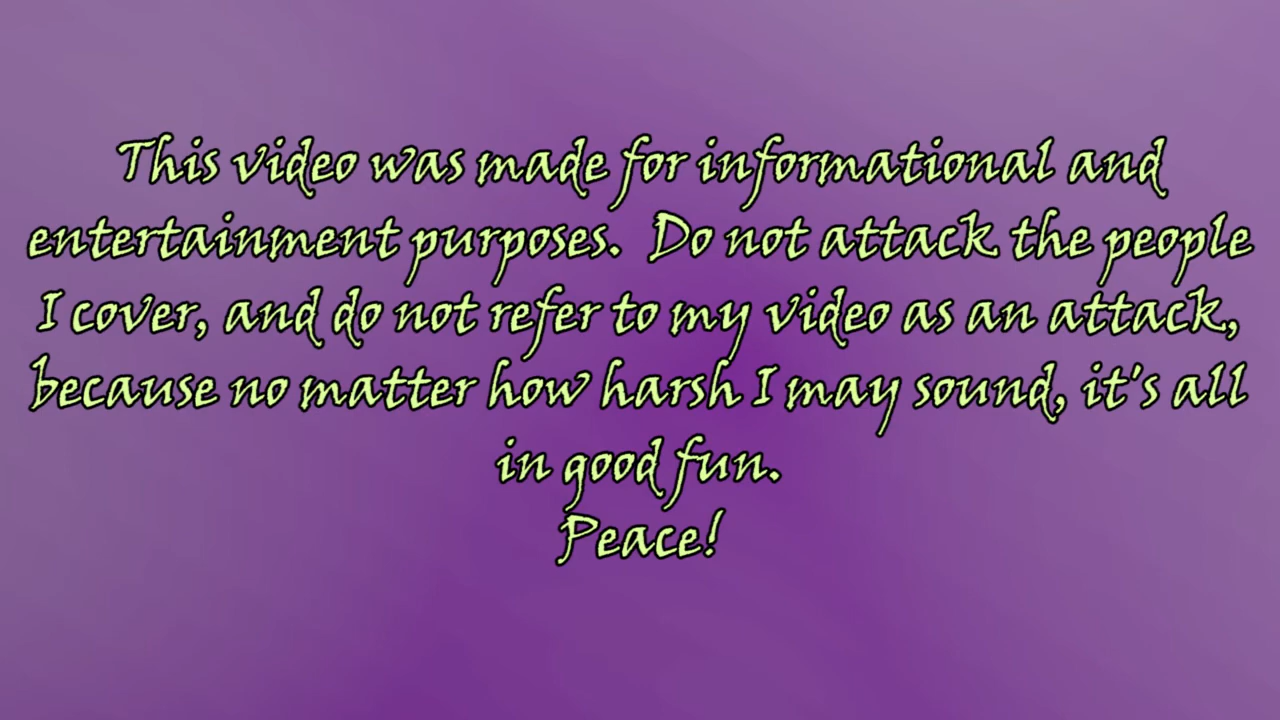 This video was made for informational and
entertainment purposes.  Do not attack the people
I cover, and do not refer to my video as an attack,
because no matter how harsh I may sound, it's all
in good fun.
Peace!